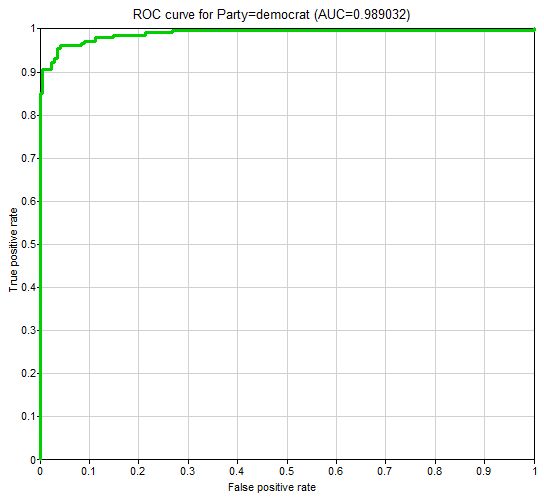 ROC curve for Party=democrat (AUC=0.989032)
1
0.9
0.8
0.7
0.6
0.5
0.4
0.3
0.2
0.1
0
True positive rate
0 0.1 0.2 0.3 0.4 0.5 0.6 0.7 0.8 0.9 1
False positive rate